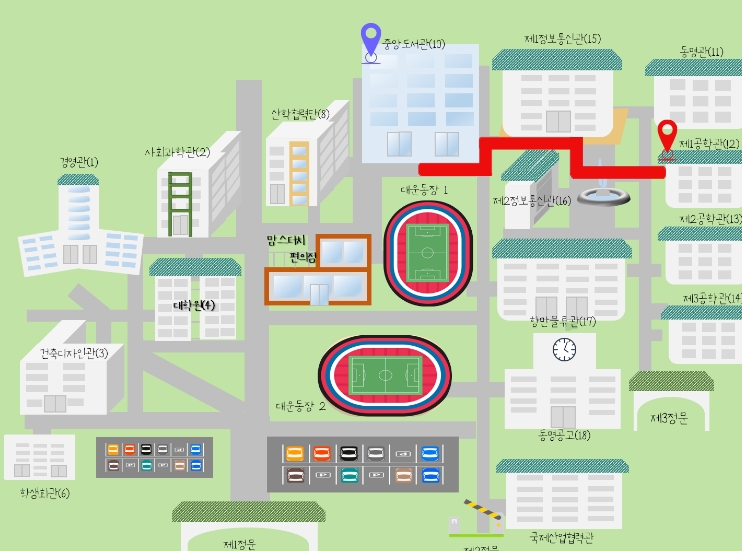 중앙도서관(10)
제1정보통신관(15)
동명관(11)
산학협력단(8)
제1공학관(12)
사회과학관(2)
경영관(1)
대운동장 1
제2정보통신관(16)
제2공학관(13)
맘스터치
편의점
제3공학관(14)
대학원(4)
항만물류관(17)
건축디자인관(3)
대운동장 2
제3정문
동명공고(18)
학생회관(6)
국제산업협력관
제1정문
제2정문